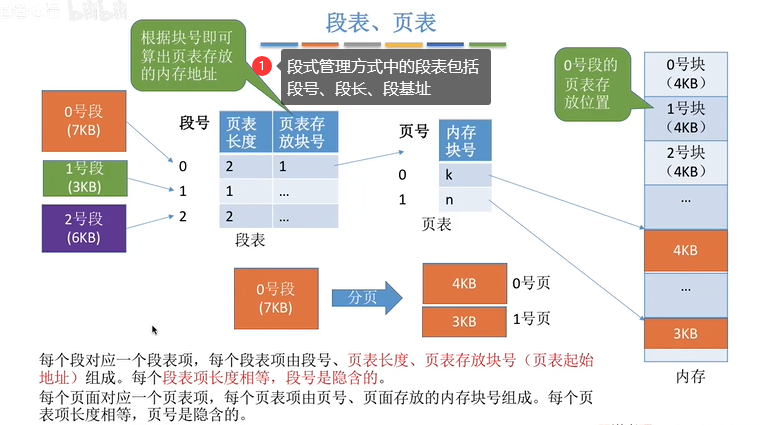 段表、页表
根据块号即可
算出页表存放
的内存地址
1
段式管理方式中的段表包括
段号、段长、段基址
0号段的
页表存
放位置
0号块
（4KB）
1号块
（4KB）
2号块
（4KB）
...
4KB
...
3KB
内存
0号段
(7KB)
1号段
(3KB)
2号段
(6KB)
段号 页表长度 页表存放块号
0 2 1
1 1 ...
2 2 ...
段表
页号 内存块号
0 k
1 n
页表
0号段
(7KB)
分页
4KB 0号页
3KB 1号页
每个段对应一个段表项，每个段表项由段号、页表长度、页表存放块号（页表起始
地址）组成。每个段表项长度相等，段号是隐含的。
每个页面对应一个页表项，每个页表项由页号、页面存放的内存块号组成。每个页
表项长度相等，页号是隐含的。